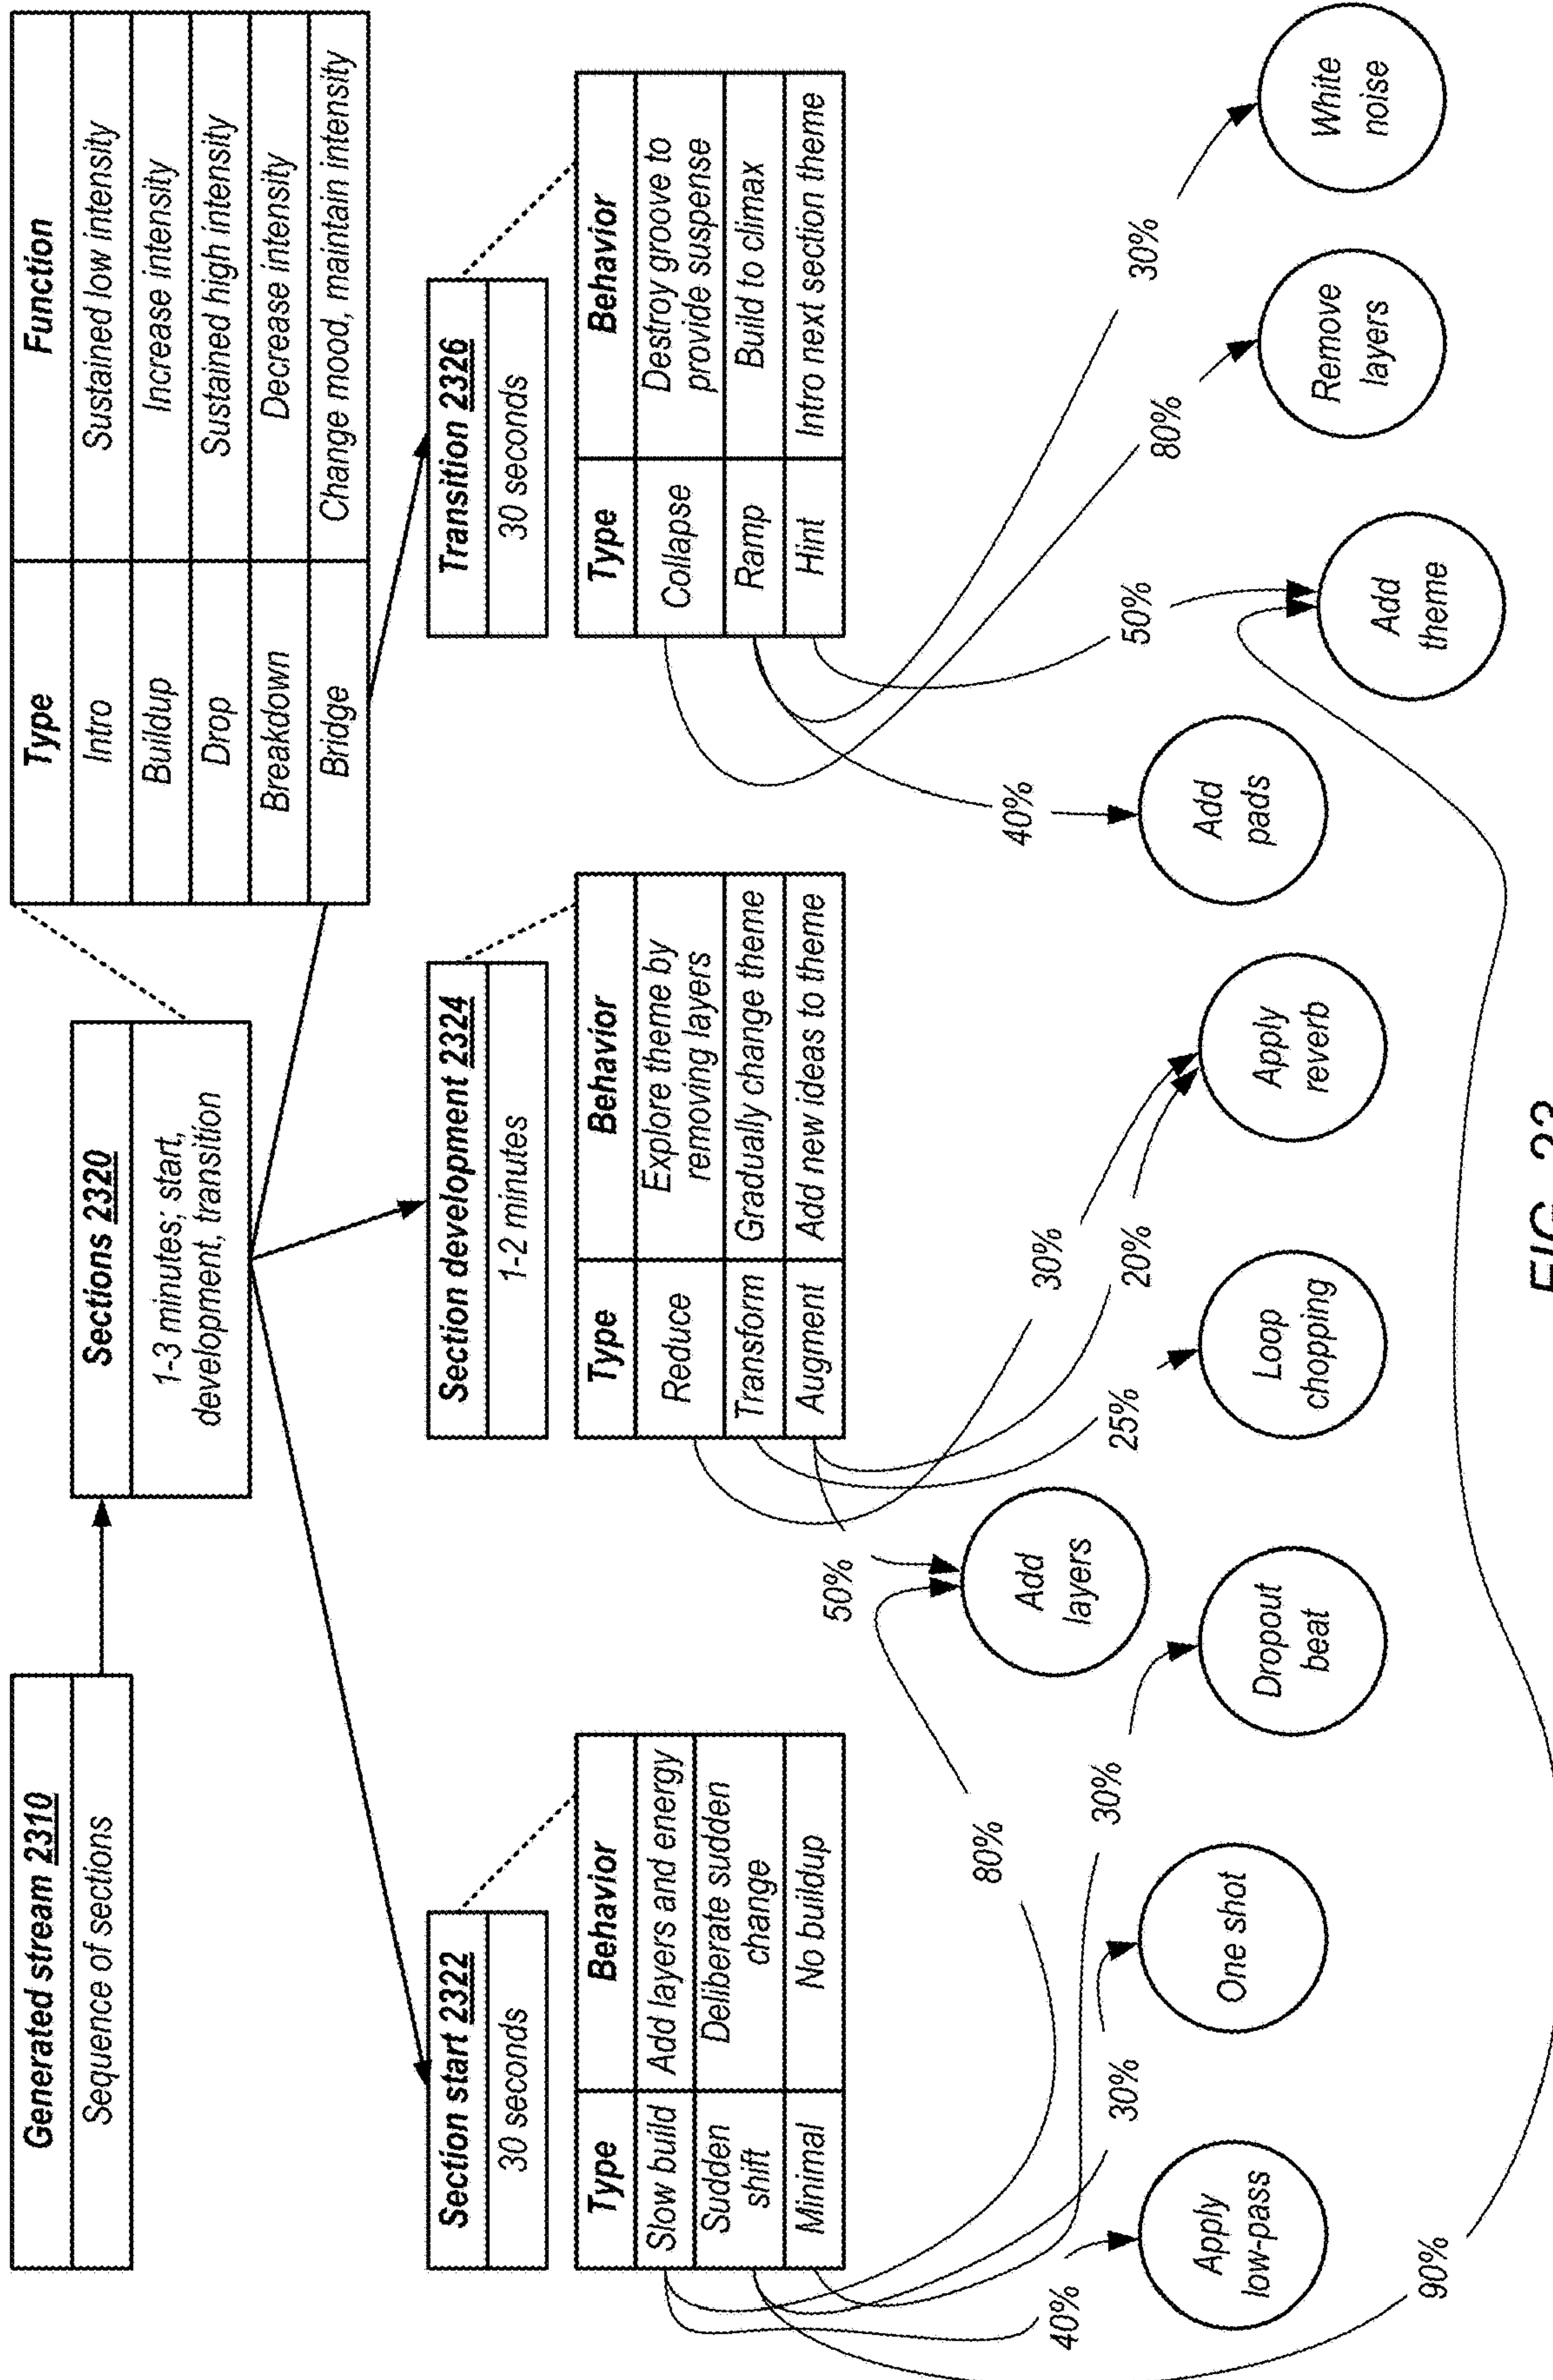 Generated stream 2310
Sequence of sections
Sections 2320
1-3 minutes; start,
development, transition
Type
Function
Intro
Sustained low intensity
Buildup
Increase intensity
Drop
Sustained high intensity
Breakdown
Decrease intensity
Bridge
Change mood, maintain intensity
Section start 2322
30 seconds
Type
Behavior
Slow build
Add layers and energy
Sudden
shift
Deliberate sudden
change
Minimal
No buildup
Section development 2324
1-2 minutes
Type
Behavior
Reduce
Explore theme by
removing layers
Transform
Gradually change theme
Augment
Add new ideas to theme
Transition 2326
30 seconds
Type
Behavior
Collapse
Destroy groove to
provide suspense
Ramp
Build to climax
Hint
Intro next section theme
40%
30%
80%
30%
50%
25%
20%
30%
40%
50%
80%
30%
90%
Apply
low-pass
One shot
Dropout
beat
Add
layers
Loop
chopping
Apply
reverb
Add
pads
Add
theme
Remove
layers
White
noise
FIG. 23